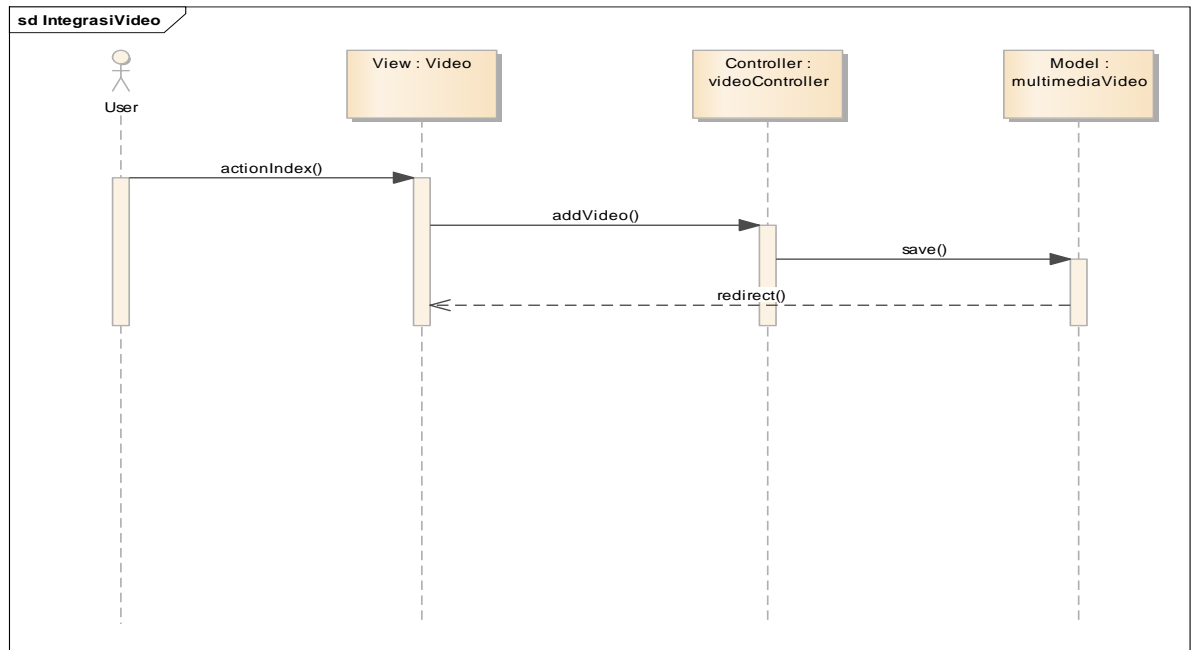 sd IntegrasiVideo
User
View : Video
Controller :
videoController
Model :
multimediaVideo
actionIndex()
addVideo()
save()
redirect()